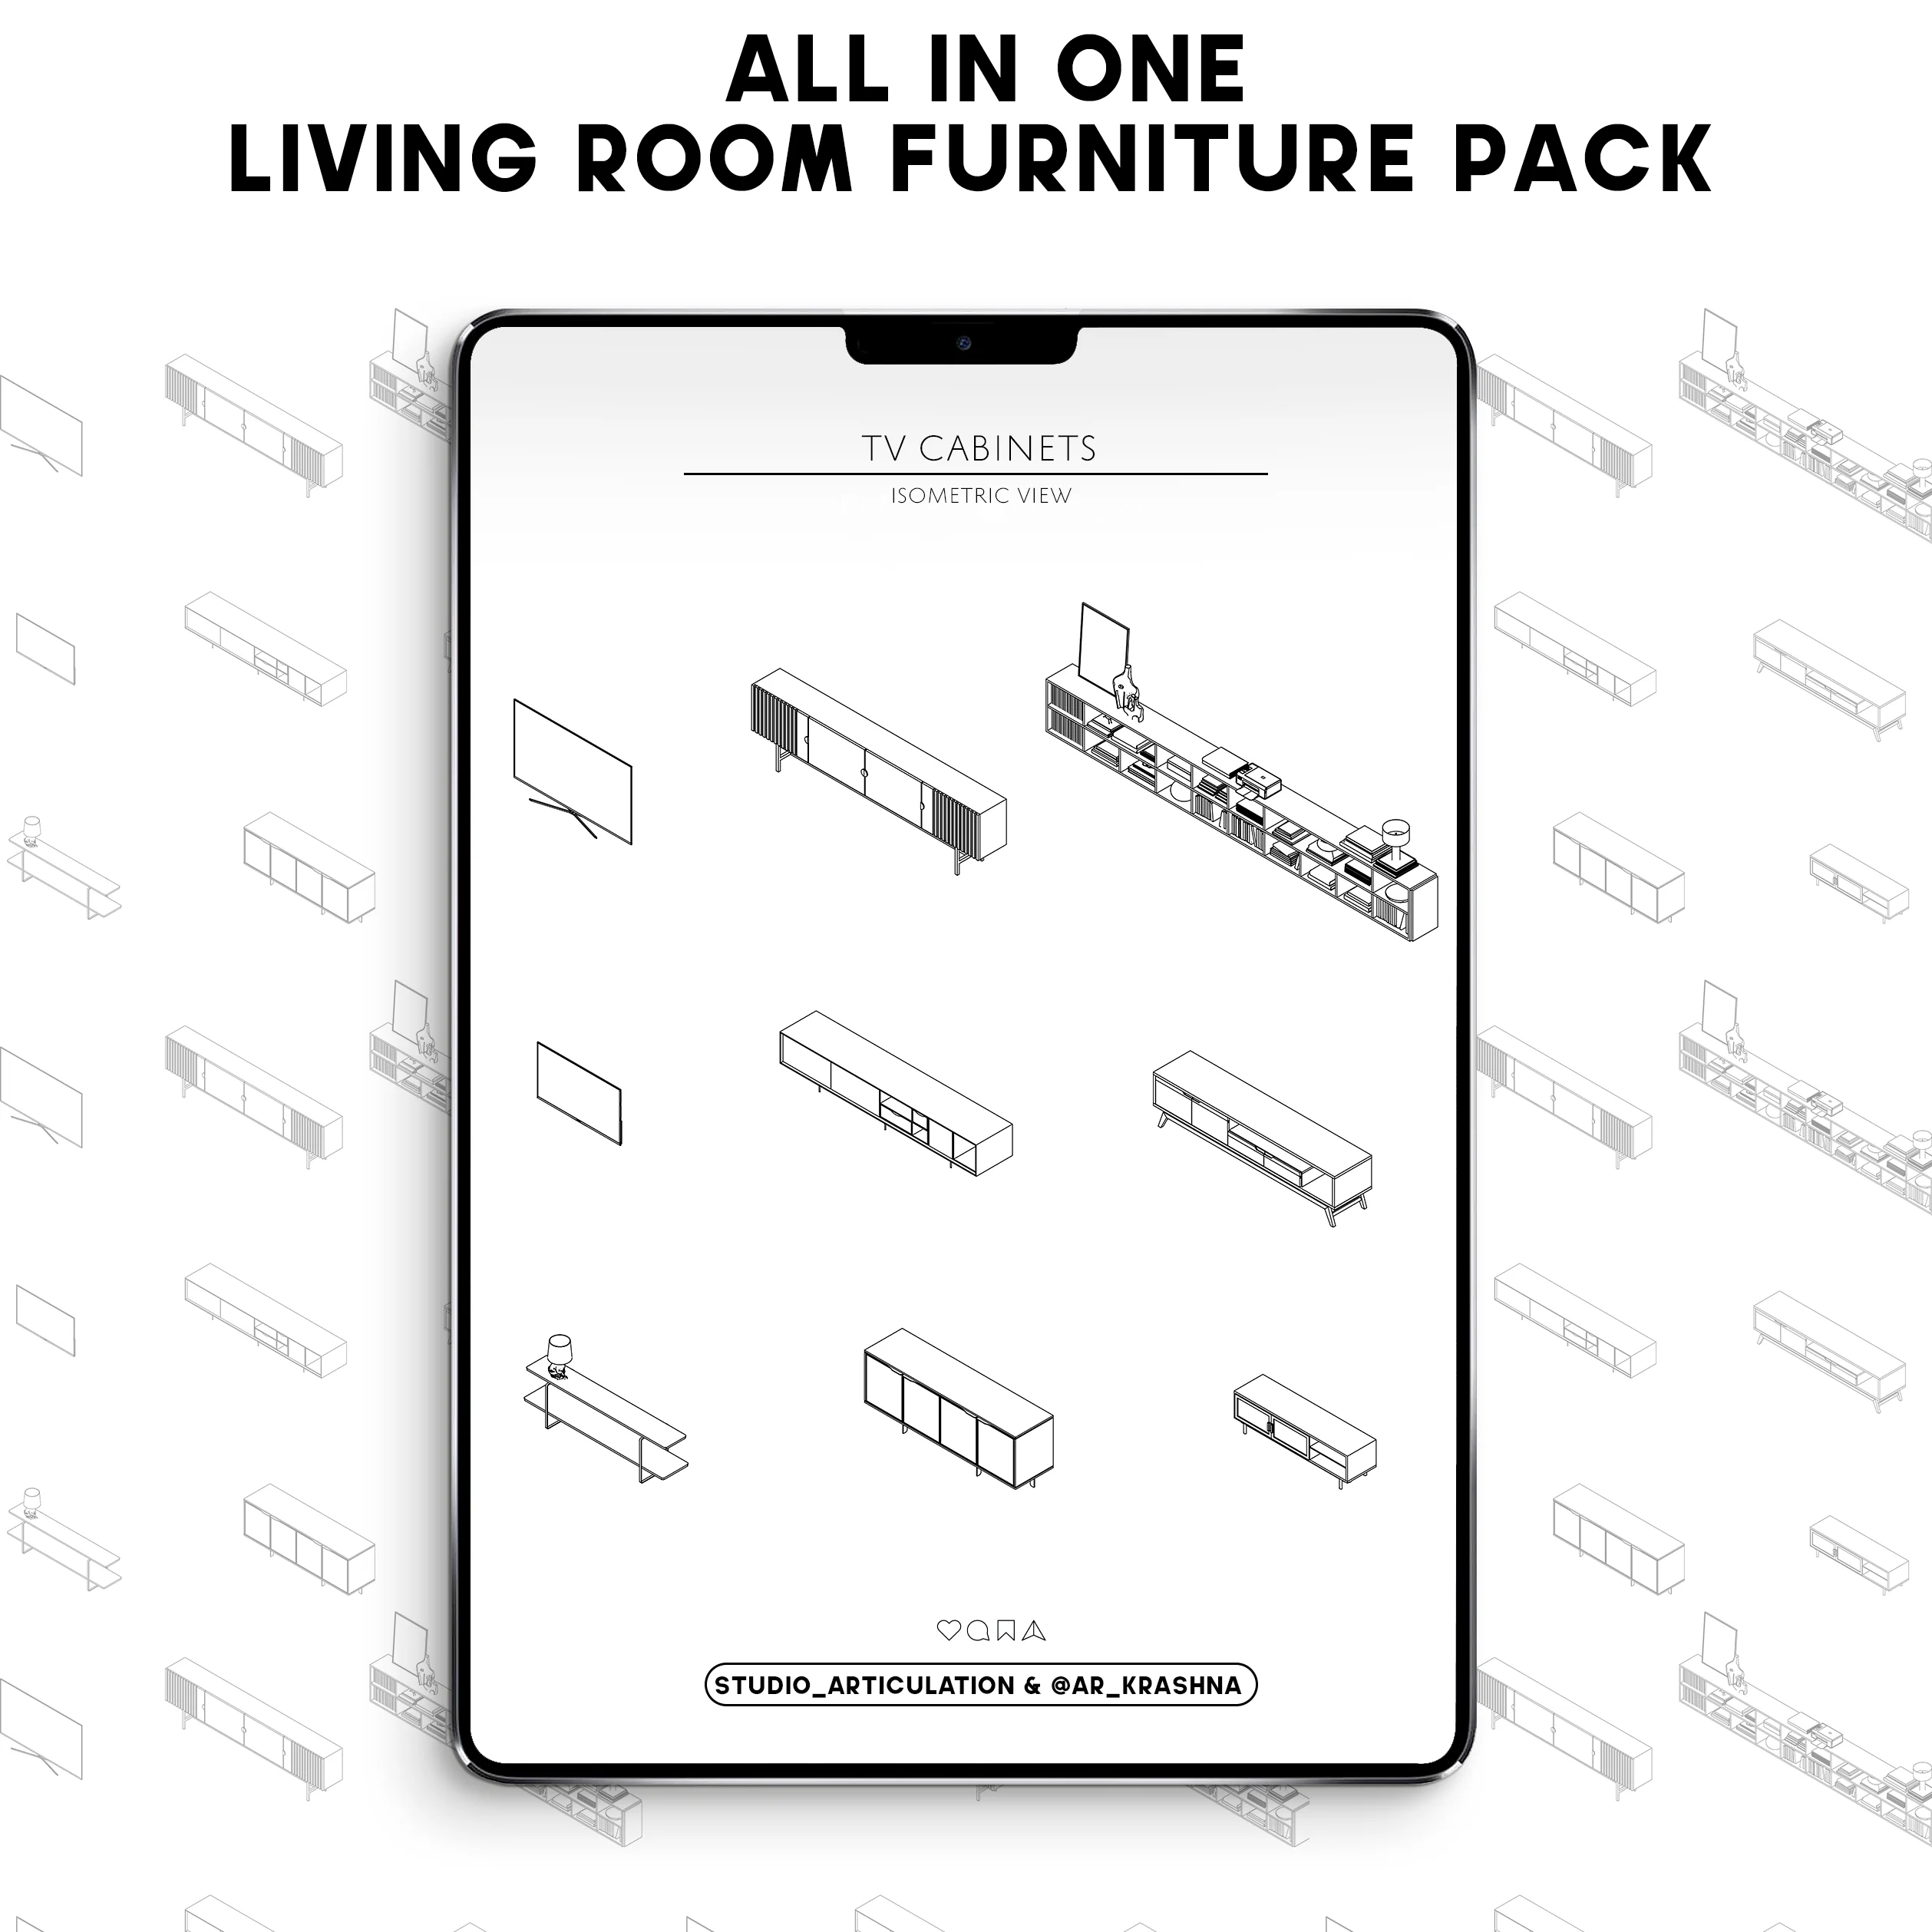 ALL IN ONE
LIVING ROOM FURNITURE PACK
TV CABINETS
ISOMETRIC VIEW
STUDIO_ARTICULATION & @AR_KRASHNA